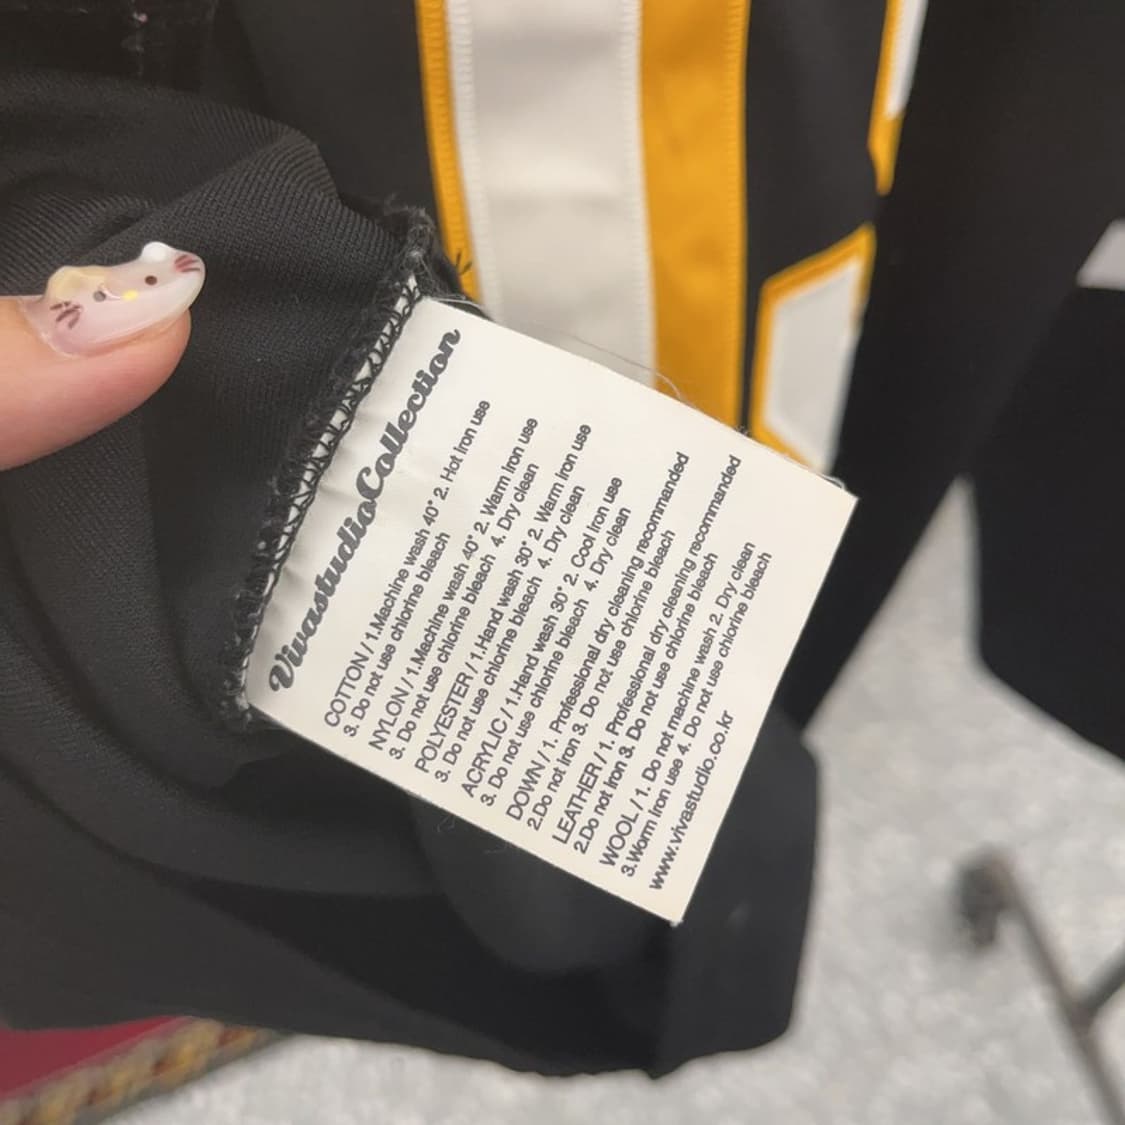 VivastudioCollection
COTTON / 1.Machine wash 40° 2. Hot Iron use
3. Do not use chlorine bleach
NYLON / 1.Machine wash 40° 2. Warm Iron use
3. Do not use chlorine bleach 4. Dry clean
POLYESTER / 1.Hand wash 30° 2. Warm Iron use
3. Do not use chlorine bleach 4. Dry clean
ACRYLIC / 1.Hand wash 30° 2. Cool Iron use
3. Do not use chlorine bleach 4. Dry clean
DOWN / 1. Professional dry cleaning recommanded
2.Do not Iron 3. Do not use chlorine bleach
LEATHER / 1. Professional dry cleaning recommanded
2.Do not Iron 3. Do not use chlorine bleach
WOOL / 1. Do not machine wash 2. Dry clean
3.Worm Iron use 4. Do not use chlorine bleach
www.vivastudio.co.kr